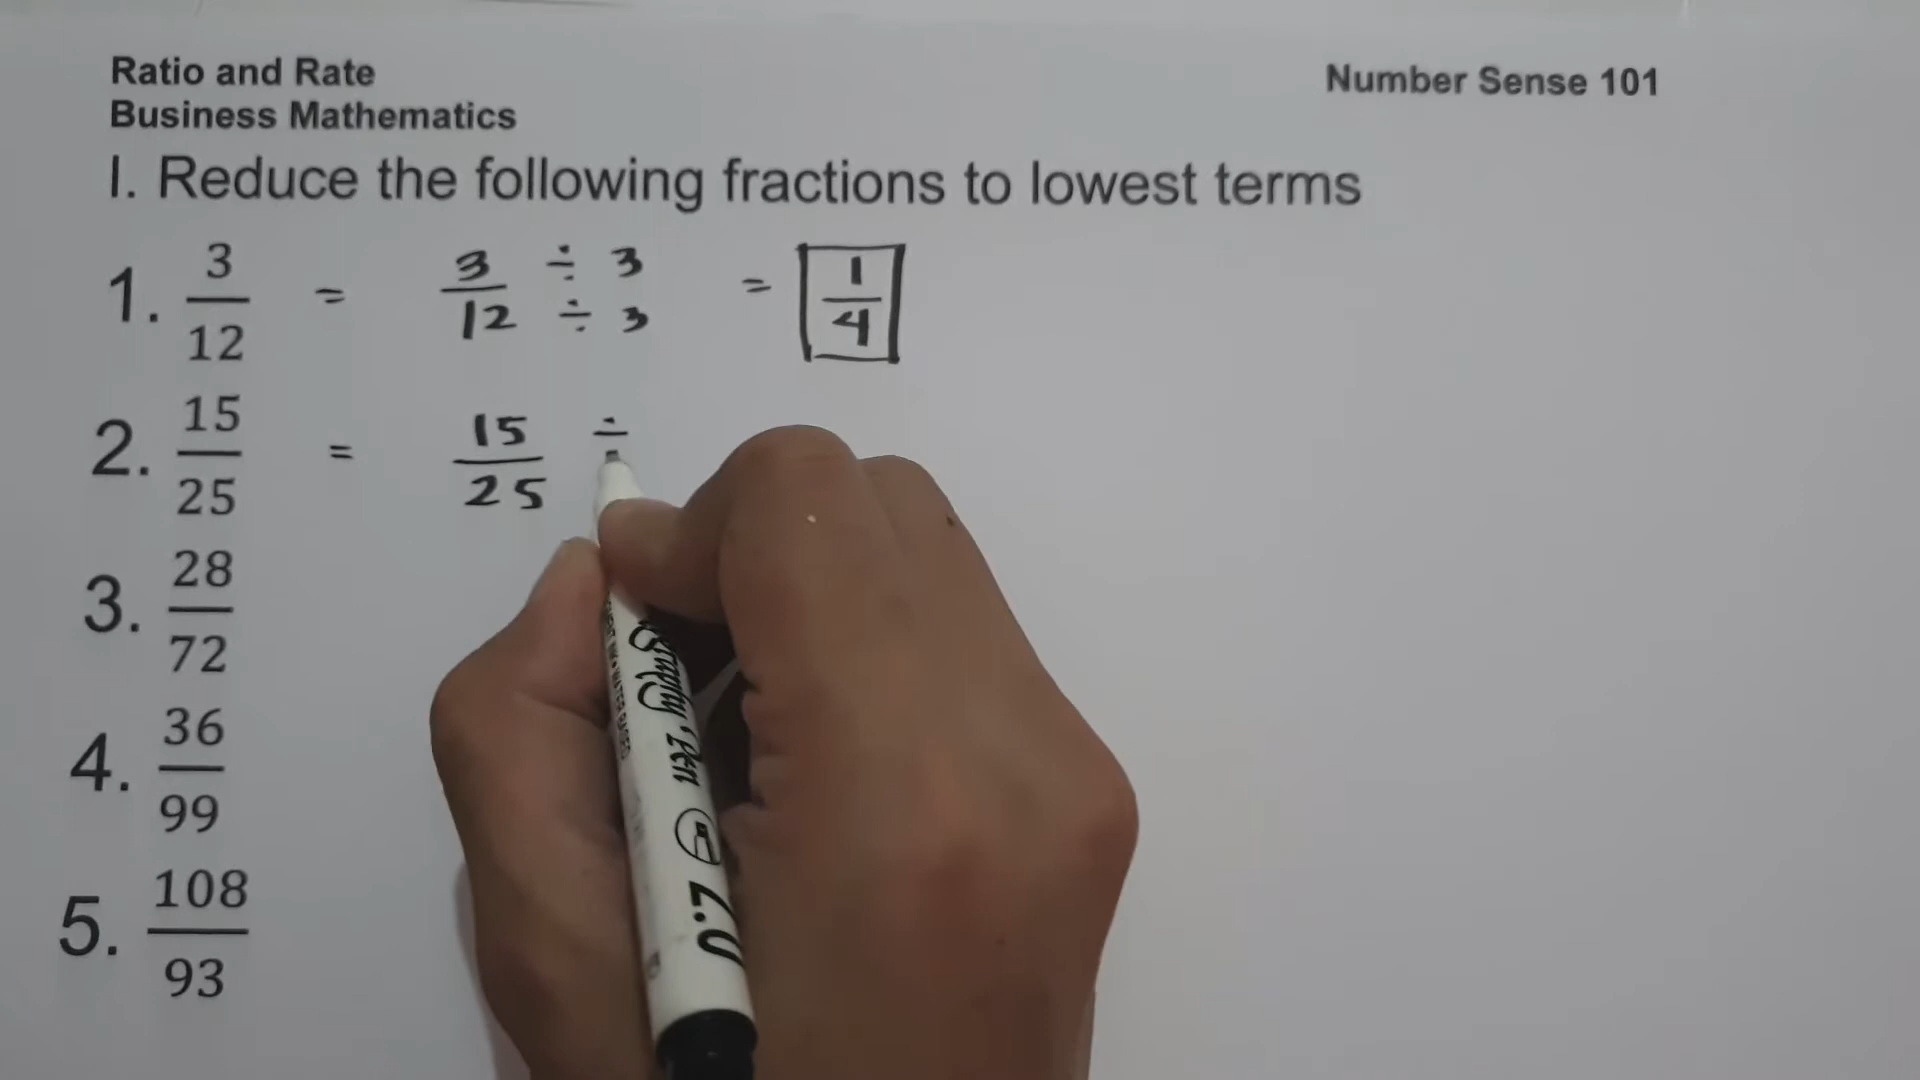 Ratio and Rate
Business Mathematics
Number Sense 101
I. Reduce the following fractions to lowest terms
1. 3/12 = 3/12 ÷ 3 ÷ 3 = 1/4
2. 15/25 = 15/25 ÷
3. 28/72
4. 36/99
5. 108/93
Pen
2.0